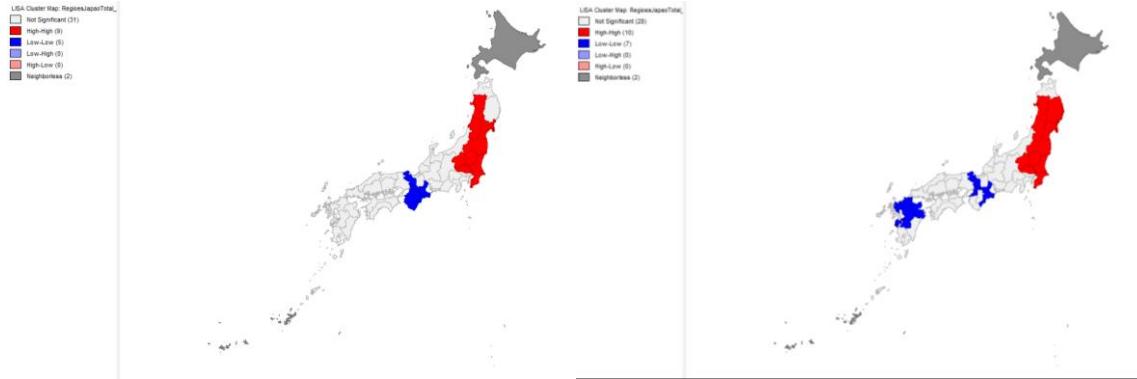 LISA Cluster Map: RegioesJapaoTotal_
Not Significant (31)
High-High (9)
Low-Low (5)
Low-High (0)
High-Low (0)
Neighborless (2)
LISA Cluster Map: RegioesJapaoTotal_
Not Significant (28)
High-High (10)
Low-Low (7)
Low-High (0)
High-Low (0)
Neighborless (2)